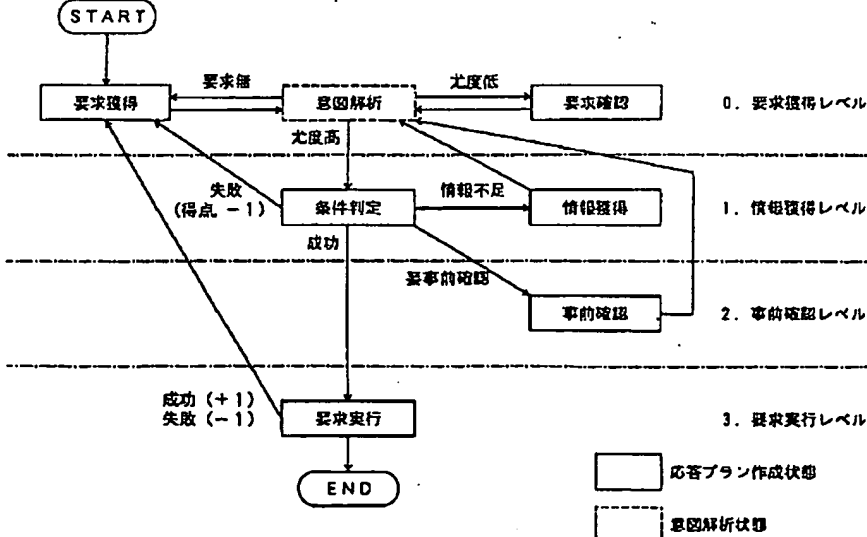 START
要求無
尤度低
要求獲得
意図解析
要求確認
0. 要求獲得レベル
尤度高
失敗
(得点 -1)
情報不足
条件判定
情報獲得
1. 情報獲得レベル
成功
要事前確認
事前確認
2. 事前確認レベル
成功(+1)
失敗(-1)
要求実行
3. 要求実行レベル
END
応答プラン作成状態
意図解析状態